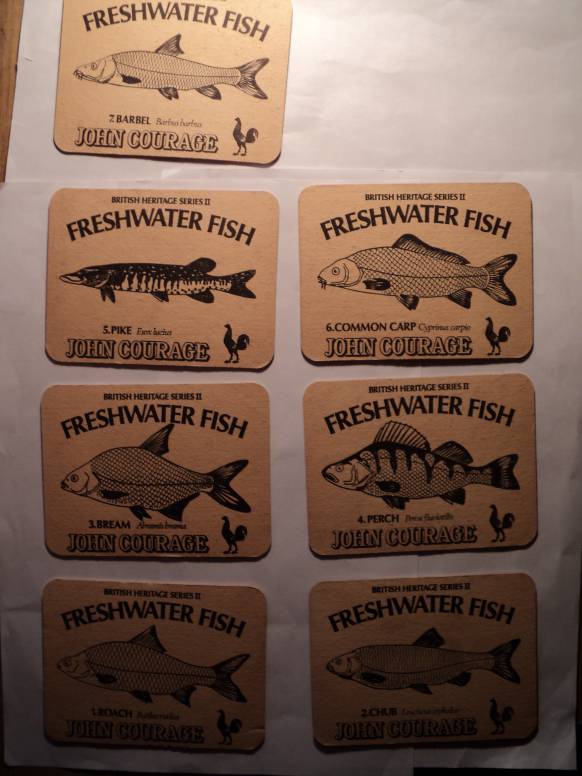 FRESHWATER FISH
7. BARBEL Barbus barbus
JOHN COURAGE
BRITISH HERITAGE SERIES II
FRESHWATER FISH
5. PIKE Esox lucius
JOHN COURAGE
BRITISH HERITAGE SERIES II
FRESHWATER FISH
6. COMMON CARP Cyprinus carpio
JOHN COURAGE
BRITISH HERITAGE SERIES II
FRESHWATER FISH
3. BREAM Abramis brama
JOHN COURAGE
BRITISH HERITAGE SERIES II
FRESHWATER FISH
4. PERCH Perca fluviatilis
JOHN COURAGE
BRITISH HERITAGE SERIES II
FRESHWATER FISH
1. ROACH
JOHN COURAGE
BRITISH HERITAGE SERIES II
FRESHWATER FISH
2. CHUB
JOHN COURAGE